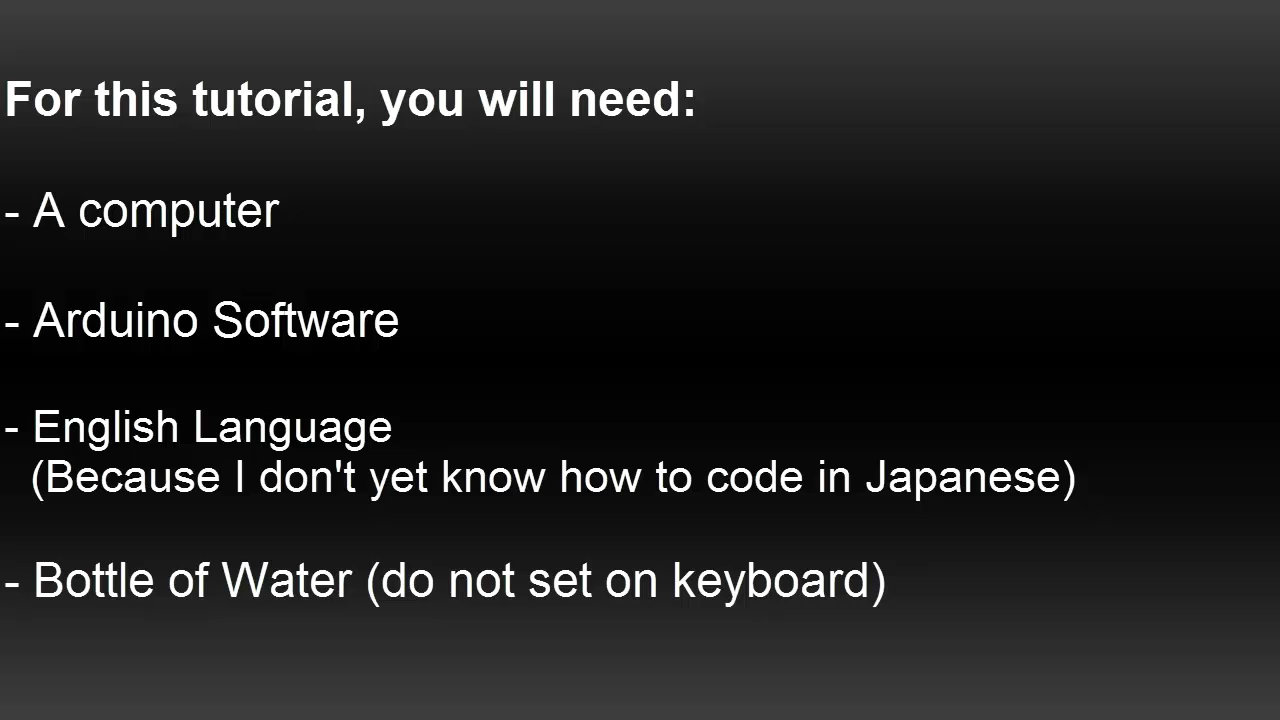 For this tutorial, you will need:
- A computer
- Arduino Software
- English Language
(Because I don't yet know how to code in Japanese)
- Bottle of Water (do not set on keyboard)